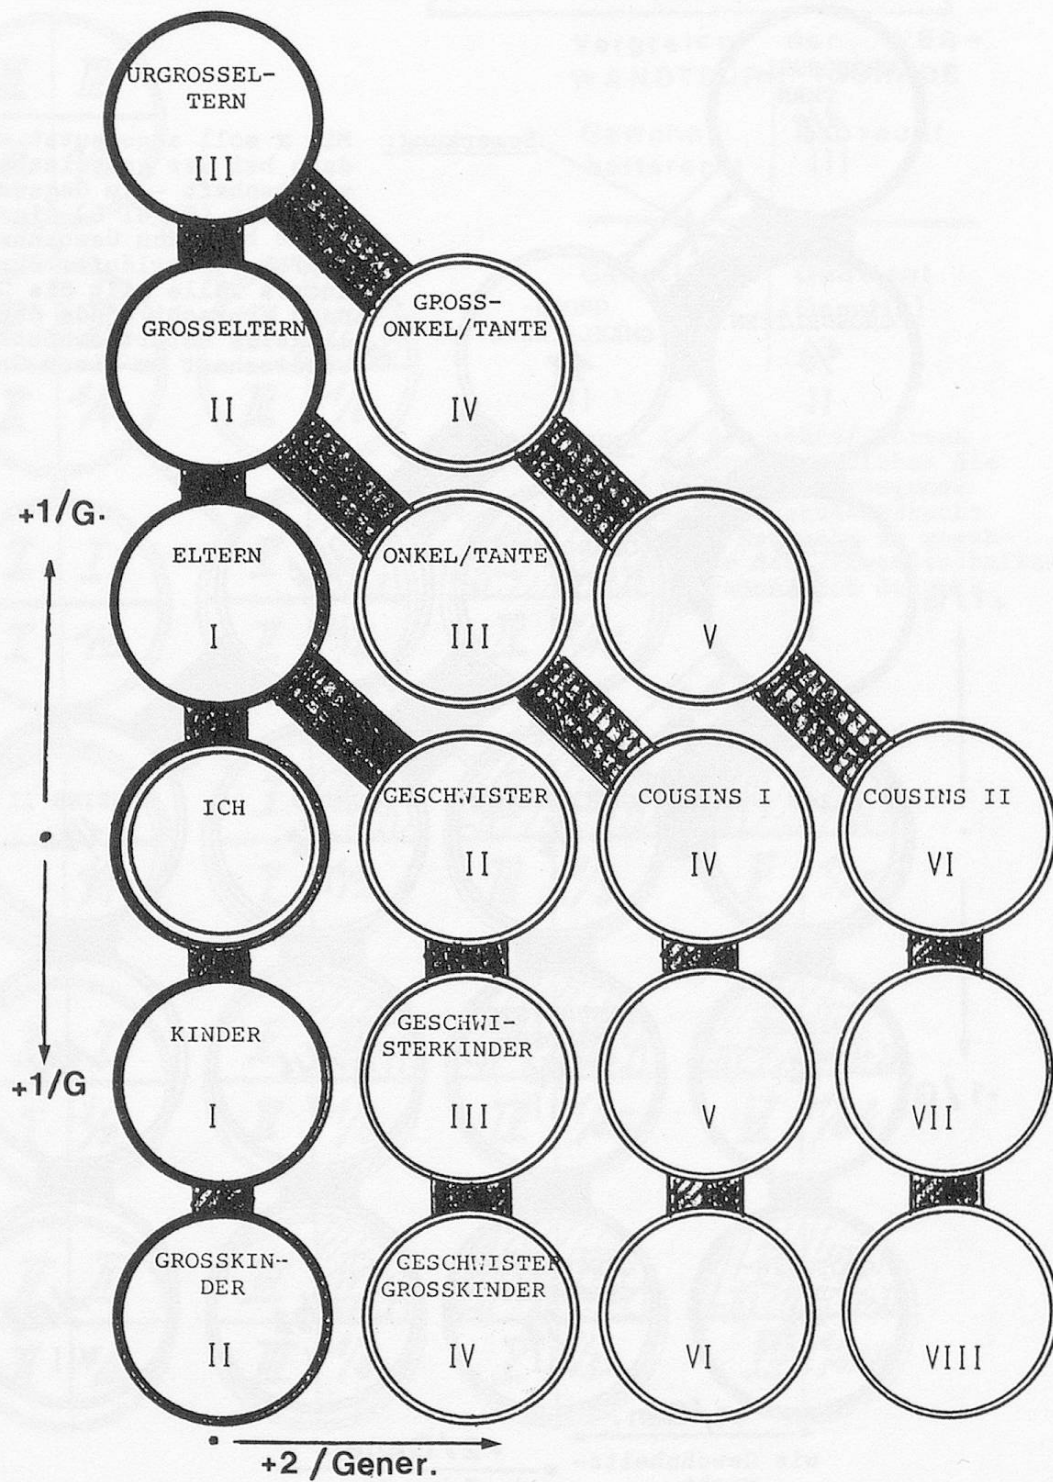 URGROSSEL-
TERN
III
GROSSELTERN
II
GROSS-
ONKEL/TANTE
IV
+1/G.
ELTERN
I
ONKEL/TANTE
III
V
ICH
GESCHWISTER
II
COUSINS I
IV
COUSINS II
VI
KINDER
I
GESCHWI-
STERKINDER
III
V
VII
+1/G
GROSSKIN-
DER
II
GESCHWISTER
GROSSKINDER
IV
VI
VIII
+2/Gener.